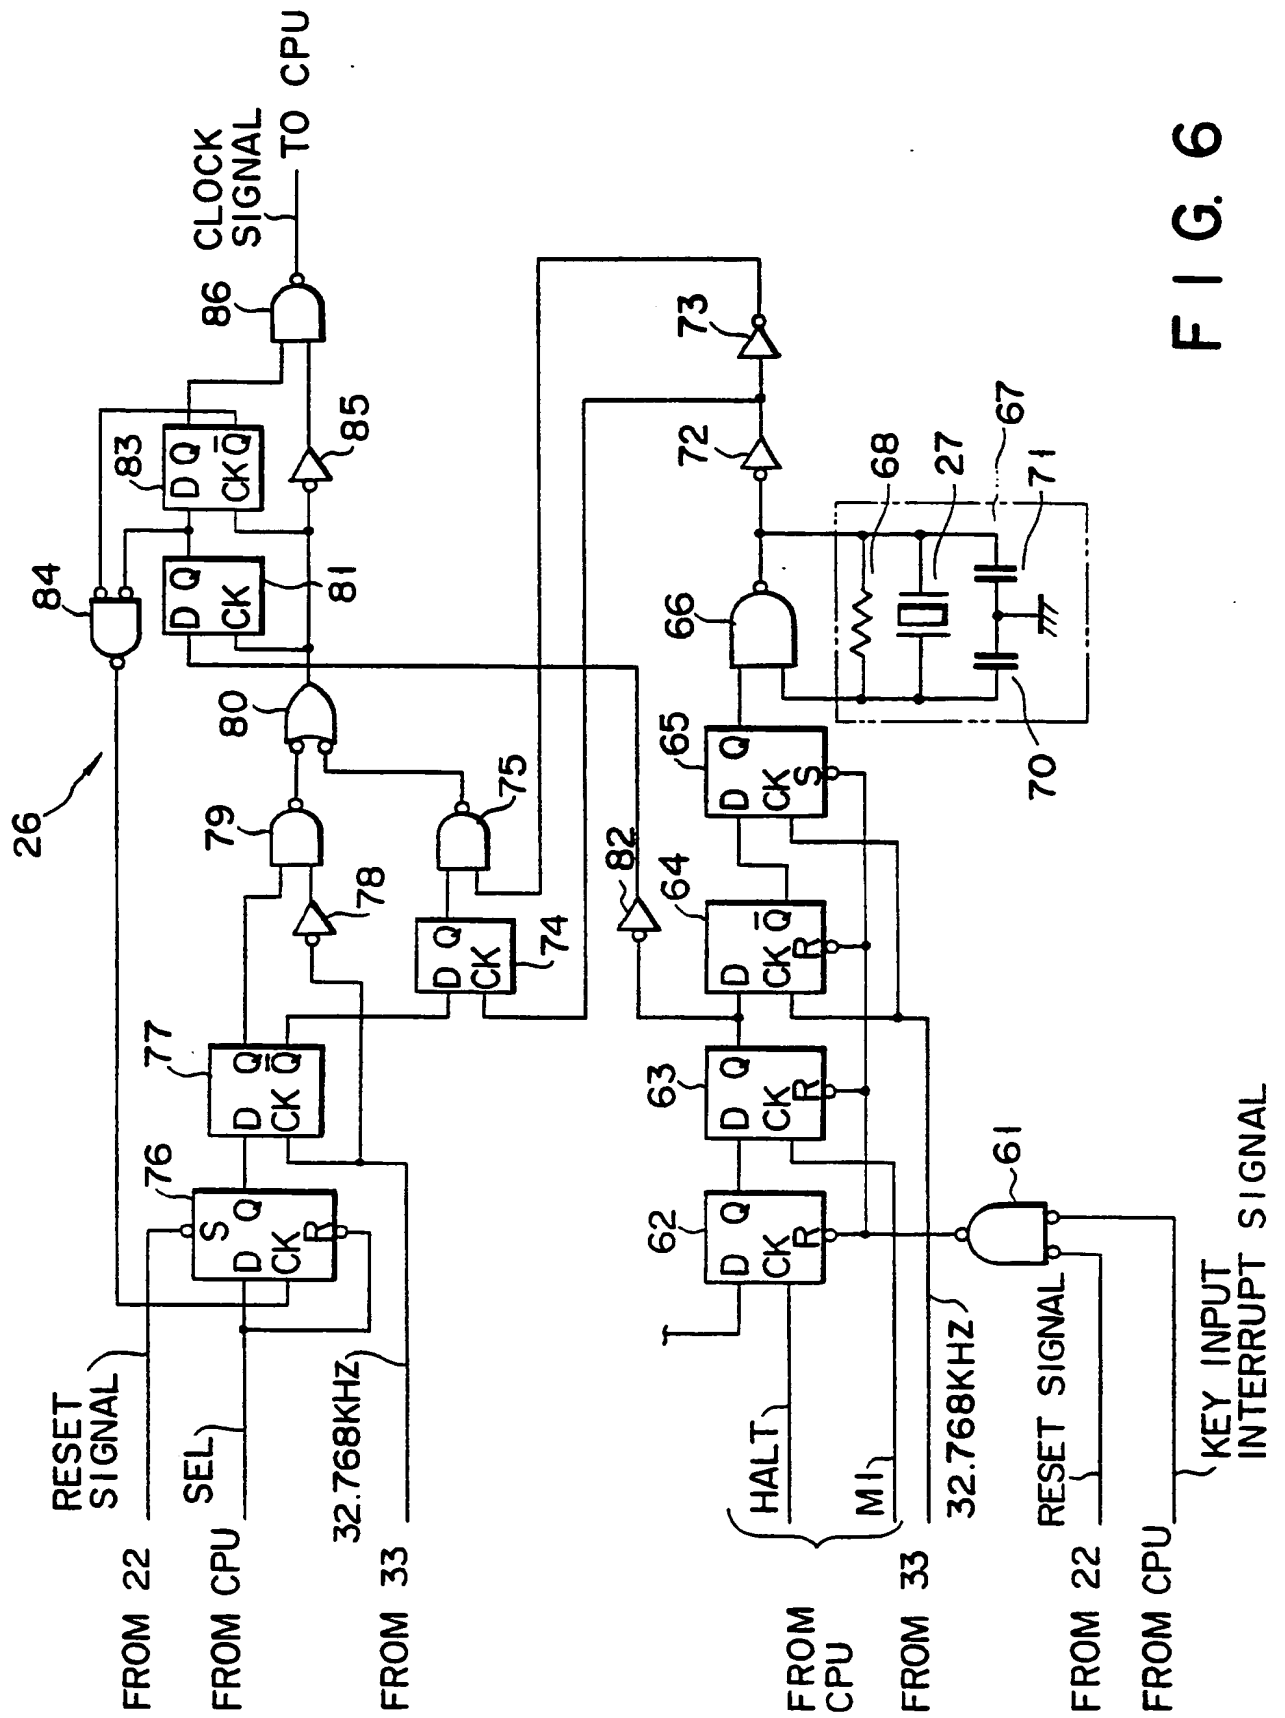 26
FROM 22
RESET
SIGNAL
FROM CPU
SEL
32.768KHZ
FROM 33
76
S
D Q
CK
R
77
D Q
CK Q̅
78
79
80
74
D Q
CK
75
84
81
D Q
CK
83
D Q
CK Q̅
85
86
CLOCK
SIGNAL
TO CPU
82
FROM
CPU
HALT
M1
FROM 33
32.768KHZ
62
D Q
CK
R
63
D Q
CK
R
64
D
CK Q̅
R
65
D Q
CK
S
66
72
73
68
27
67
70
71
61
FROM 22
RESET SIGNAL
FROM CPU
KEY INPUT
INTERRUPT SIGNAL
FIG. 6